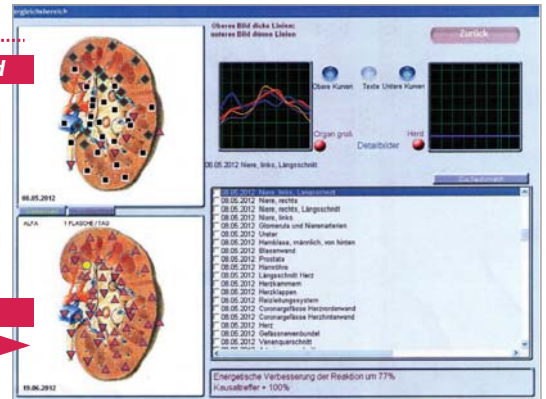 ergleichsbereich
Oberes Bild dicke Linien;
unteres Bild dünne Linien
Zurück
Obere Kurven
Texte
Untere Kurven
Organ groß
Herd
Detailbilder
08.05.2012 Niere, links, Längsschnitt
08.05.2012
ALFA 1 FLASCHE / TAG
19.06.2012
08.05.2012 Niere, links, Längsschnitt
08.05.2012 Niere, rechts
08.05.2012 Niere, rechts, Längsschnitt
08.05.2012 Niere, links
08.05.2012 Glomerula und Nierenarterien
08.05.2012 Ureter
08.05.2012 Harnblase, männlich, von hinten
08.05.2012 Blasenwand
08.05.2012 Prostata
08.05.2012 Harnröhre
08.05.2012 Längsschnitt Herz
08.05.2012 Herzkammern
08.05.2012 Herzklappen
08.05.2012 Reizleitungssystem
08.05.2012 Coronargefässe Herzvorderwand
08.05.2012 Coronargefässe Herzhinterwand
08.05.2012 Herz
08.05.2012 Gefässnervenbündel
08.05.2012 Venenquerschnitt
Energetische Verbesserung der Reaktion um 77%
Kausaltreffer + 100%